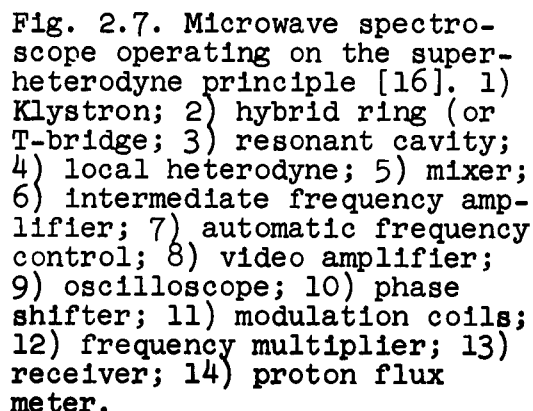 Fig. 2.7. Microwave spectro-
scope operating on the super-
heterodyne principle [16]. 1)
Klystron; 2) hybrid ring (or
T-bridge; 3) resonant cavity;
4) local heterodyne; 5) mixer;
6) intermediate frequency amp-
lifier; 7) automatic frequency
control; 8) video amplifier;
9) oscilloscope; 10) phase
shifter; 11) modulation coils;
12) frequency multiplier; 13)
receiver; 14) proton flux
meter.